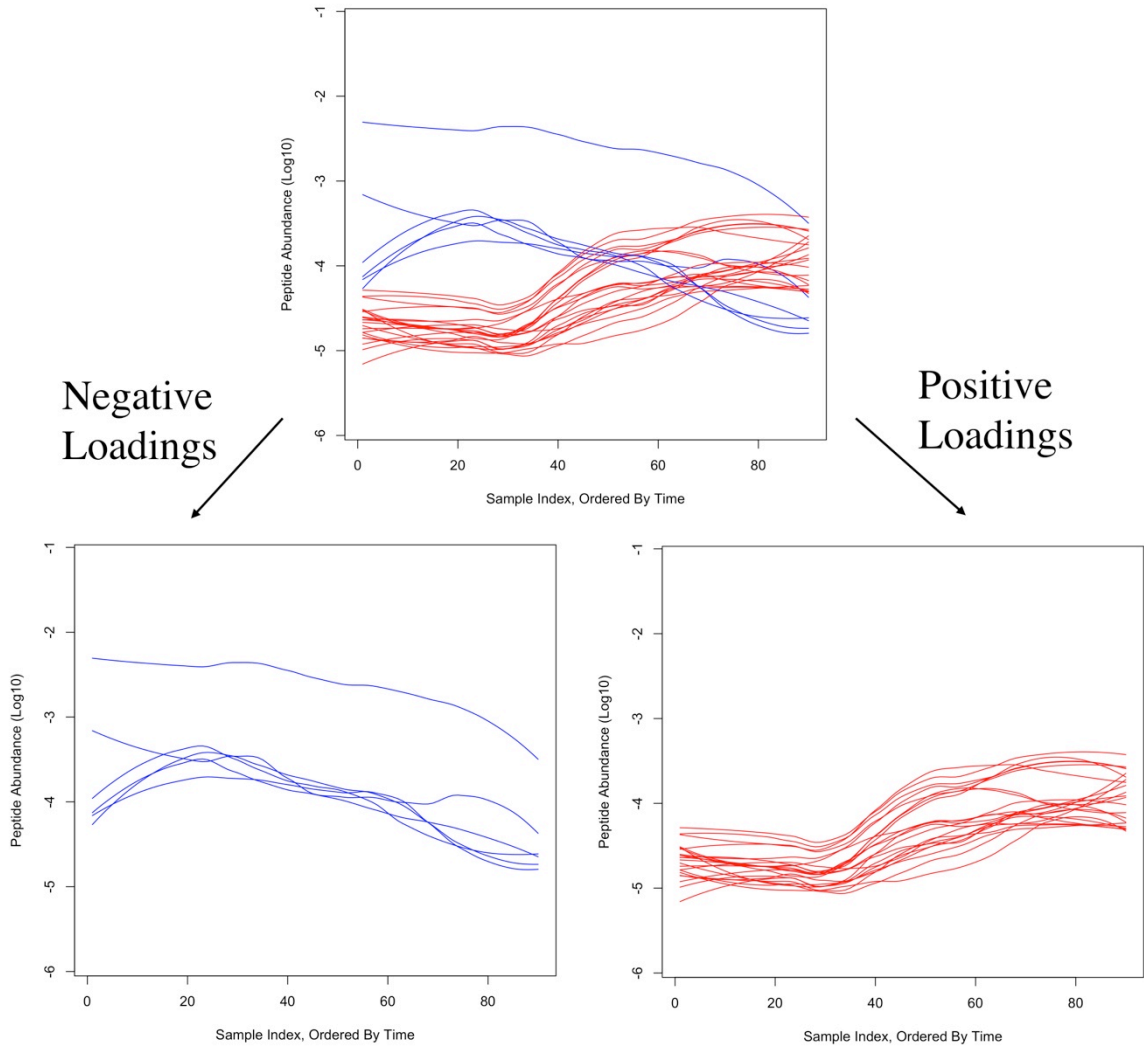 -1
-2
-3
-4
-5
-6
Peptide Abundance (Log10)
0 20 40 60 80
Sample Index, Ordered By Time
Negative
Loadings
Positive
Loadings
-1
-2
-3
-4
-5
-6
Peptide Abundance (Log10)
0 20 40 60 80
Sample Index, Ordered By Time
-1
-2
-3
-4
-5
-6
Peptide Abundance (Log10)
0 20 40 60 80
Sample Index, Ordered By Time